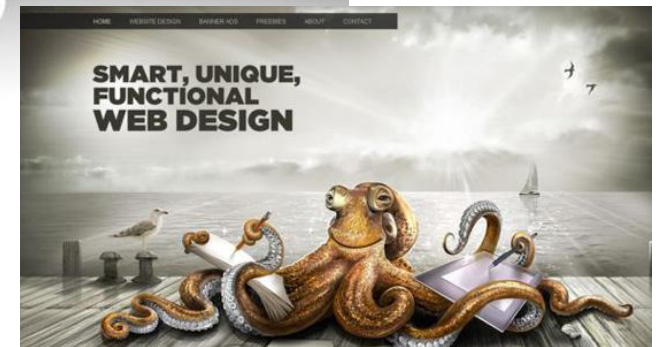 HOME WEBSITE DESIGN BANNER ADS FREEBIES ABOUT CONTACT
SMART, UNIQUE,
FUNCTIONAL
WEB DESIGN